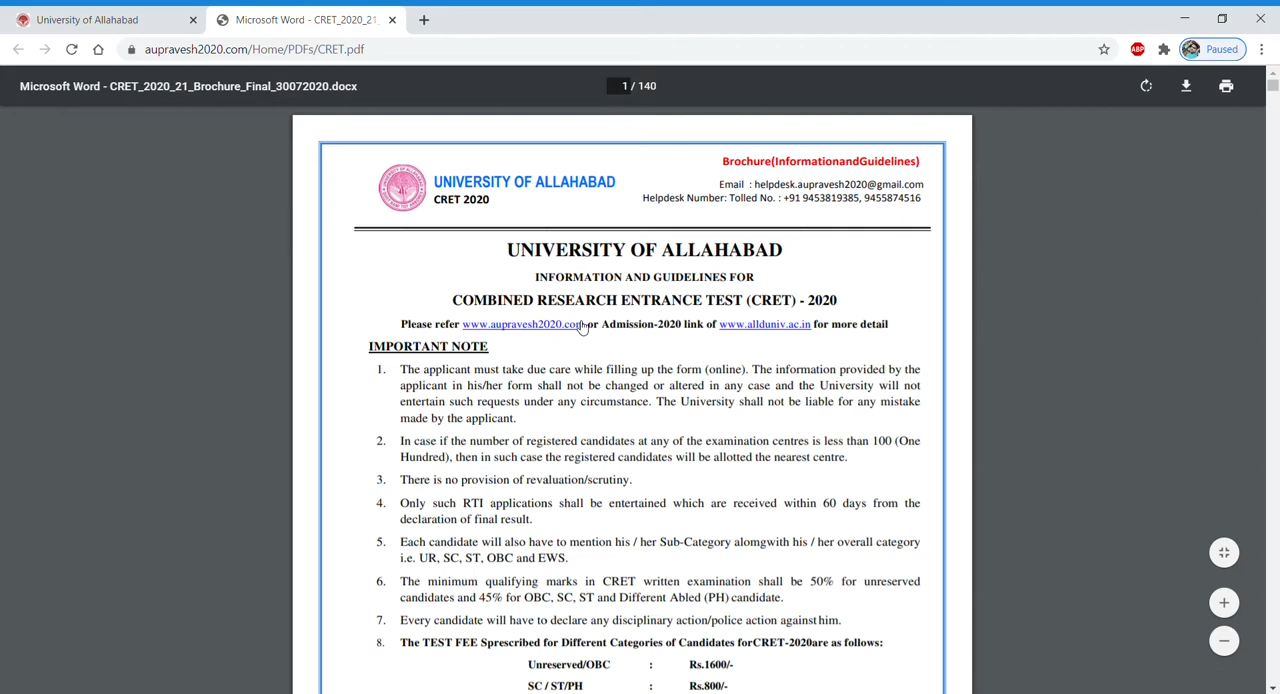 University of Allahabad
Microsoft Word - CRET_2020_21
aupravesh2020.com/Home/PDFs/CRET.pdf
ABP
Paused
Microsoft Word - CRET_2020_21_Brochure_Final_30072020.docx
1 / 140
Brochure(InformationandGuidelines)
UNIVERSITY OF ALLAHABAD
CRET 2020
Email : helpdesk.aupravesh2020@gmail.com
Helpdesk Number: Tolled No. : +91 9453819385, 9455874516
UNIVERSITY OF ALLAHABAD
INFORMATION AND GUIDELINES FOR
COMBINED RESEARCH ENTRANCE TEST (CRET) - 2020
Please refer www.aupravesh2020.com or Admission-2020 link of www.allduniv.ac.in for more detail
IMPORTANT NOTE
1. The applicant must take due care while filling up the form (online). The information provided by the
applicant in his/her form shall not be changed or altered in any case and the University will not
entertain such requests under any circumstance. The University shall not be liable for any mistake
made by the applicant.
2. In case if the number of registered candidates at any of the examination centres is less than 100 (One
Hundred), then in such case the registered candidates will be allotted the nearest centre.
3. There is no provision of revaluation/scrutiny.
4. Only such RTI applications shall be entertained which are received within 60 days from the
declaration of final result.
5. Each candidate will also have to mention his / her Sub-Category alomgwith his / her overall category
i.e. UR, SC, ST, OBC and EWS.
6. The minimum qualifying marks in CRET written examination shall be 50% for unreserved
candidates and 45% for OBC, SC, ST and Different Abled (PH) candidate.
7. Every candidate will have to declare any disciplinary action/police action against him.
8. The TEST FEE Sprescribed for Different Categories of Candidates forCRET-2020are as follows:
Unreserved/OBC : Rs.1600/-
SC / ST/PH : Rs.800/-